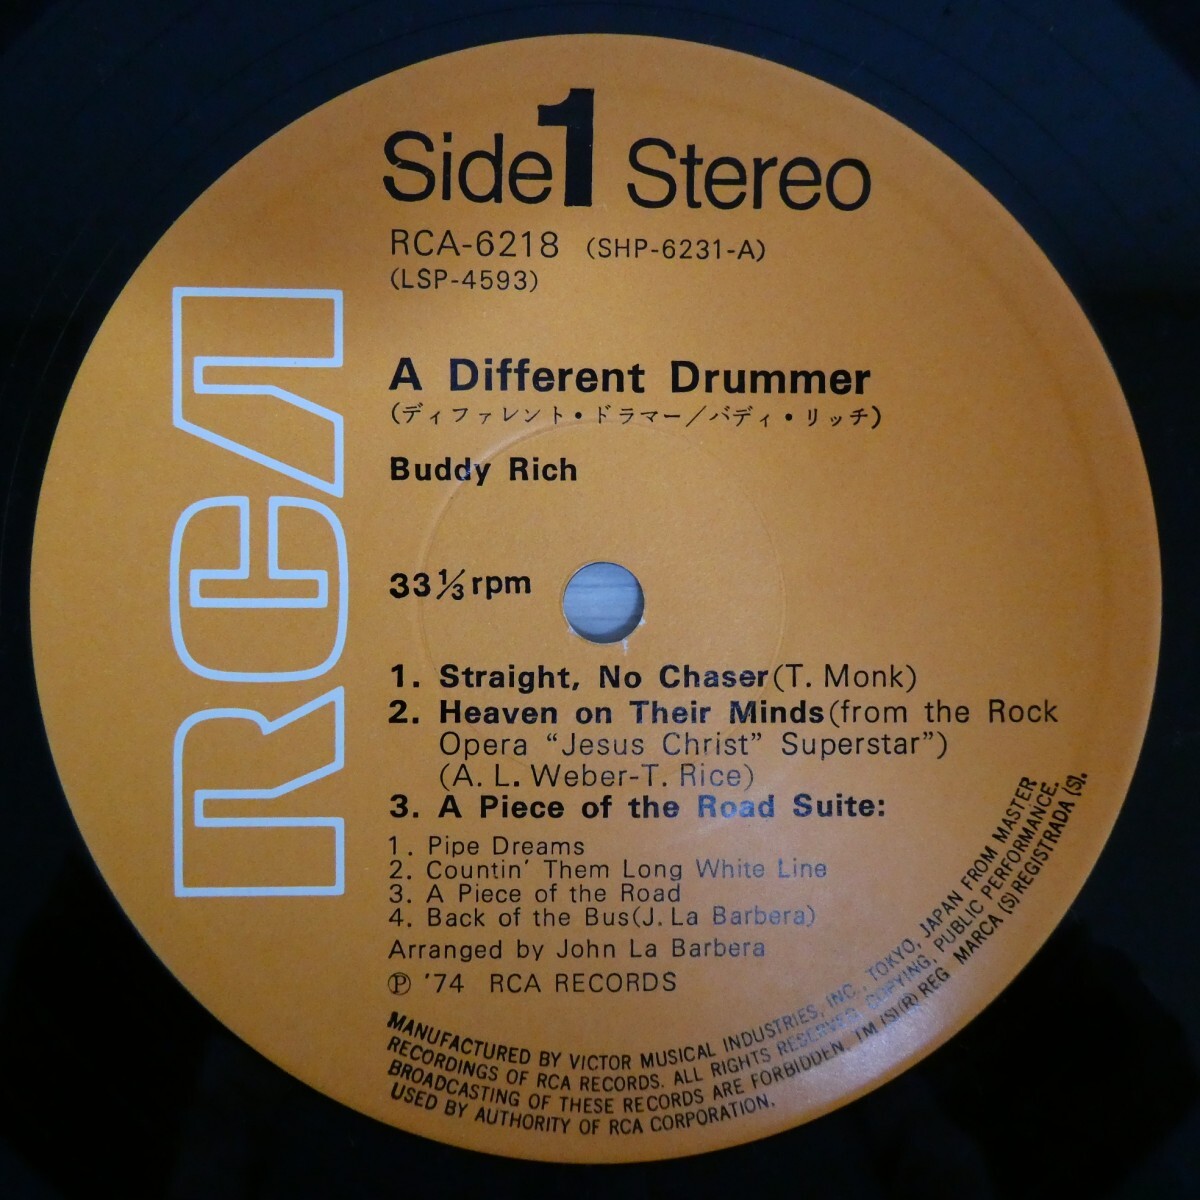 Side 1 Stereo
RCA-6218 (SHP-6231-A)
(LSP-4593)
RCA
A Different Drummer
(ディファレント・ドラマー/バディ・リッチ)
Buddy Rich
33 1/3 rpm
1. Straight, No Chaser(T. Monk)
2. Heaven on Their Minds(from the Rock
Opera “Jesus Christ” Superstar”)
(A. L. Weber-T. Rice)
3. A Piece of the Road Suite:
1. Pipe Dreams
2. Countin' Them Long White Line
3. A Piece of the Road
4. Back of the Bus(J. La Barbera)
Arranged by John La Barbera
Ⓟ '74 RCA RECORDS
MANUFACTURED BY VICTOR MUSICAL INDUSTRIES, INC., TOKYO, JAPAN FROM MASTER
RECORDINGS OF RCA RECORDS. ALL RIGHTS RESERVED. COPYING, PUBLIC PERFORMANCE.
BROADCASTING OF THESE RECORDS ARE FORBIDDEN. TM (S) (R) REG MARCA (S) REGISTRADA (S).
USED BY AUTHORITY OF RCA CORPORATION.